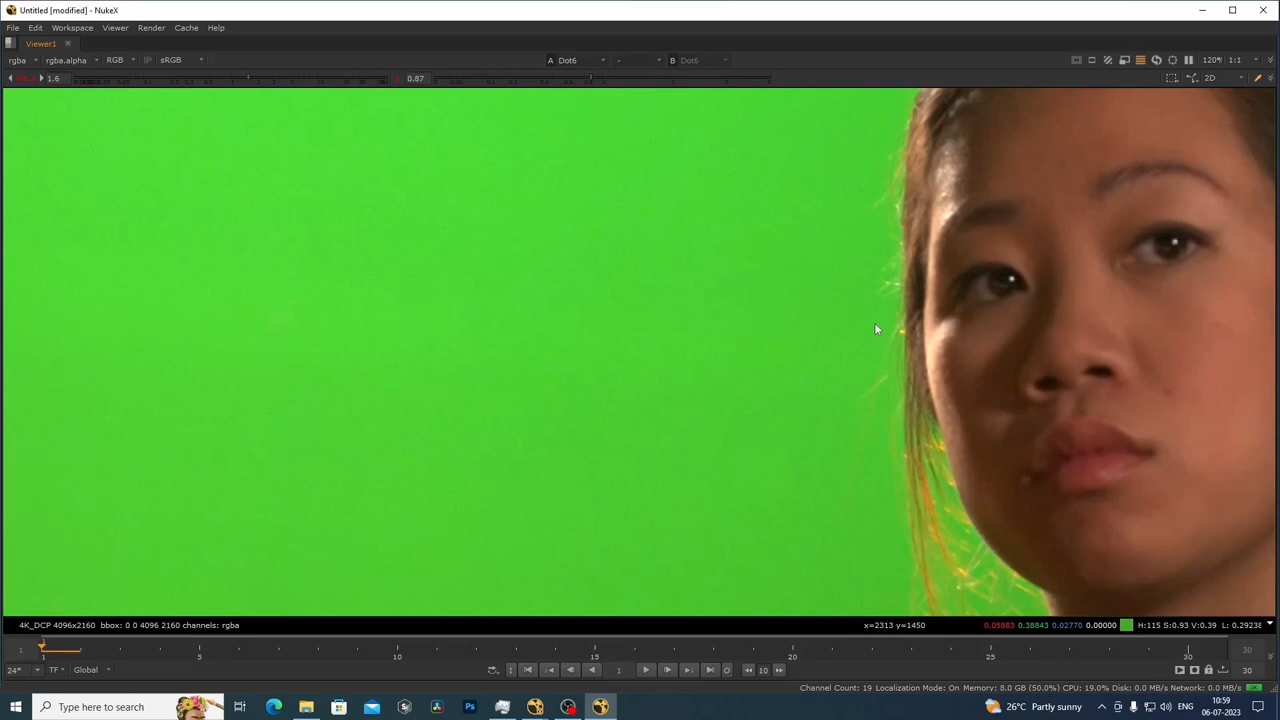 Untitled [modified] - NukeX
File Edit Workspace Viewer Render Cache Help
Viewer1
rgba rgba.alpha RGB IP sRGB A Dot6 - B Dot6 120% 1:1
1.6 0.87 2D
4K_DCP 4096x2160 bbox: 0 0 4096 2160 channels: rgba x=2313 y=1450 0.05883 0.38843 0.02770 0.00000 H:115 S:0.93 V:0.39 L: 0.29238
1 1 1 5 10 15 20 25 30 30
24* TF Global 1 10 30
Channel Count: 19 Localization Mode: On Memory: 8.0 GB (50.0%) CPU: 19.0% Disk: 0.0 MB/s Network: 0.0 MB/s
Type here to search 26°C Partly sunny ENG 10:59
06-07-2023